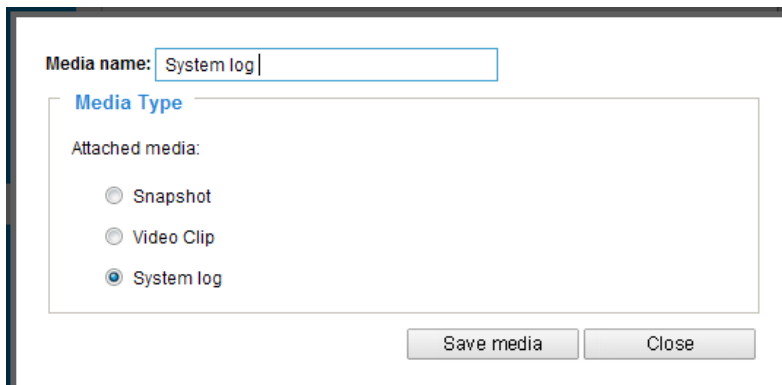 Media name: System log
Media Type
Attached media:
Snapshot
Video Clip
System log
Save media Close